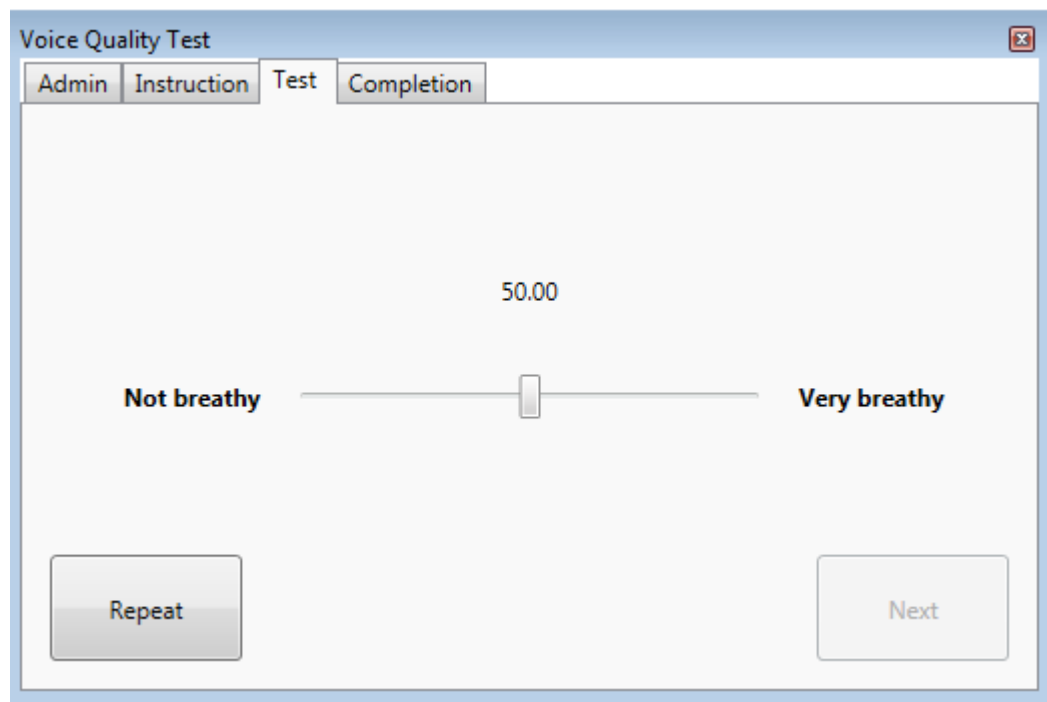 Voice Quality Test
Admin Instruction Test Completion
50.00
Not breathy Very breathy
Repeat Next